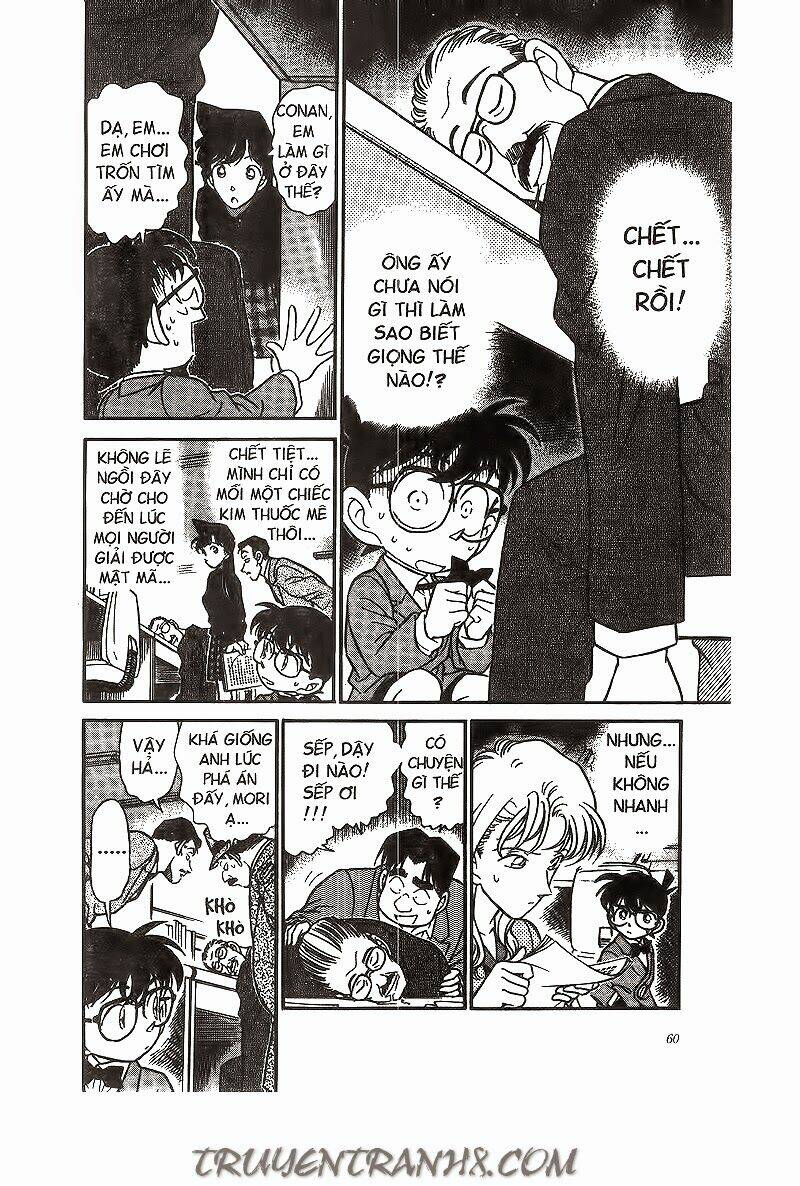 CHẾT...
CHẾT
RỒI!
ÔNG ẤY
CHƯA NÓI
GÌ THÌ LÀM
SAO BIẾT
GIỌNG THẾ
NÀO!?
CONAN,
EM
LÀM GÌ
Ở ĐÂY
THẾ?
DẠ, EM...
EM CHƠI
TRỐN TÌM
ẤY MÀ...
CHẾT TIỆT...
MÌNH CHỈ CÓ
MỖI MỘT CHIẾC
KIM THUỐC MÊ
THÔI...
KHÔNG LẼ
NGỒI ĐÂY
CHỜ CHO
ĐẾN LÚC
MỌI NGƯỜI
GIẢI ĐƯỢC
MẬT MÃ...
NHƯNG...
NẾU
KHÔNG
NHANH
...
CÓ
CHUYỆN
GÌ THẾ
?
SẾP, DẬY
ĐI NÀO!
SẾP ƠI
!!!
KHÁ GIỐNG
ANH LÚC
PHÁ ÁN
ĐẤY, MORI
Ạ...
VẬY
HẢ...
......
KHÒ
KHÒ
60
TRUYENTRANH8.COM